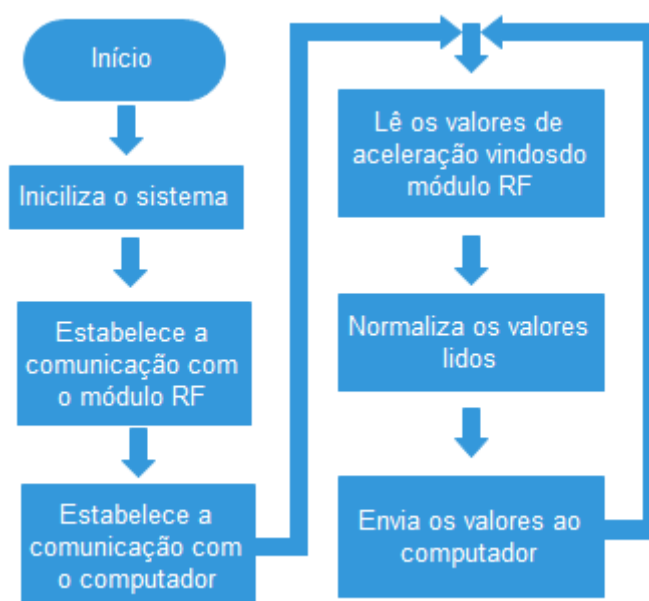 Início
Iniciliza o sistema
Estabelece a
comunicação com
o módulo RF
Estabelece a
comunicação com
o computador
Lê os valores de
aceleração vindosdo
módulo RF
Normaliza os valores
lidos
Envia os valores ao
computador